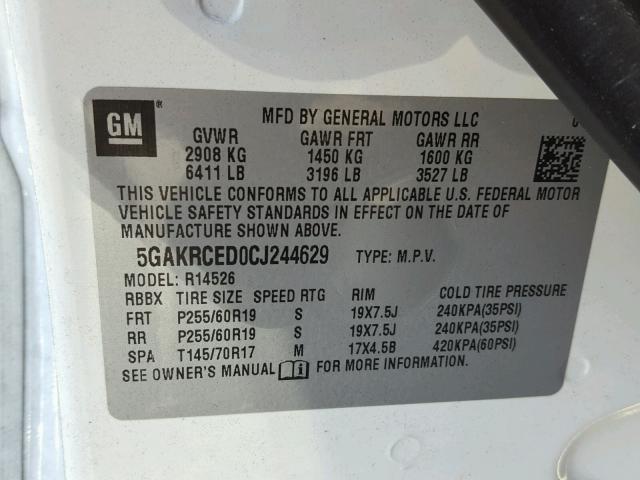 GM ® MFD BY GENERAL MOTORS LLC
GVWR GAWR FRT GAWR RR
2908 KG 1450 KG 1600 KG
6411 LB 3196 LB 3527 LB
THIS VEHICLE CONFORMS TO ALL APPLICABLE U.S. FEDERAL MOTOR
VEHICLE SAFETY STANDARDS IN EFFECT ON THE DATE OF
MANUFACTURE SHOWN ABOVE.
5GAKRCED0CJ244629 TYPE: M.P.V.
MODEL: R14526
RBBX TIRE SIZE SPEED RTG RIM COLD TIRE PRESSURE
FRT P255/60R19 S 19X7.5J 240KPA(35PSI)
RR P255/60R19 S 19X7.5J 240KPA(35PSI)
SPA T145/70R17 M 17X4.5B 420KPA(60PSI)
SEE OWNER'S MANUAL FOR MORE INFORMATION.